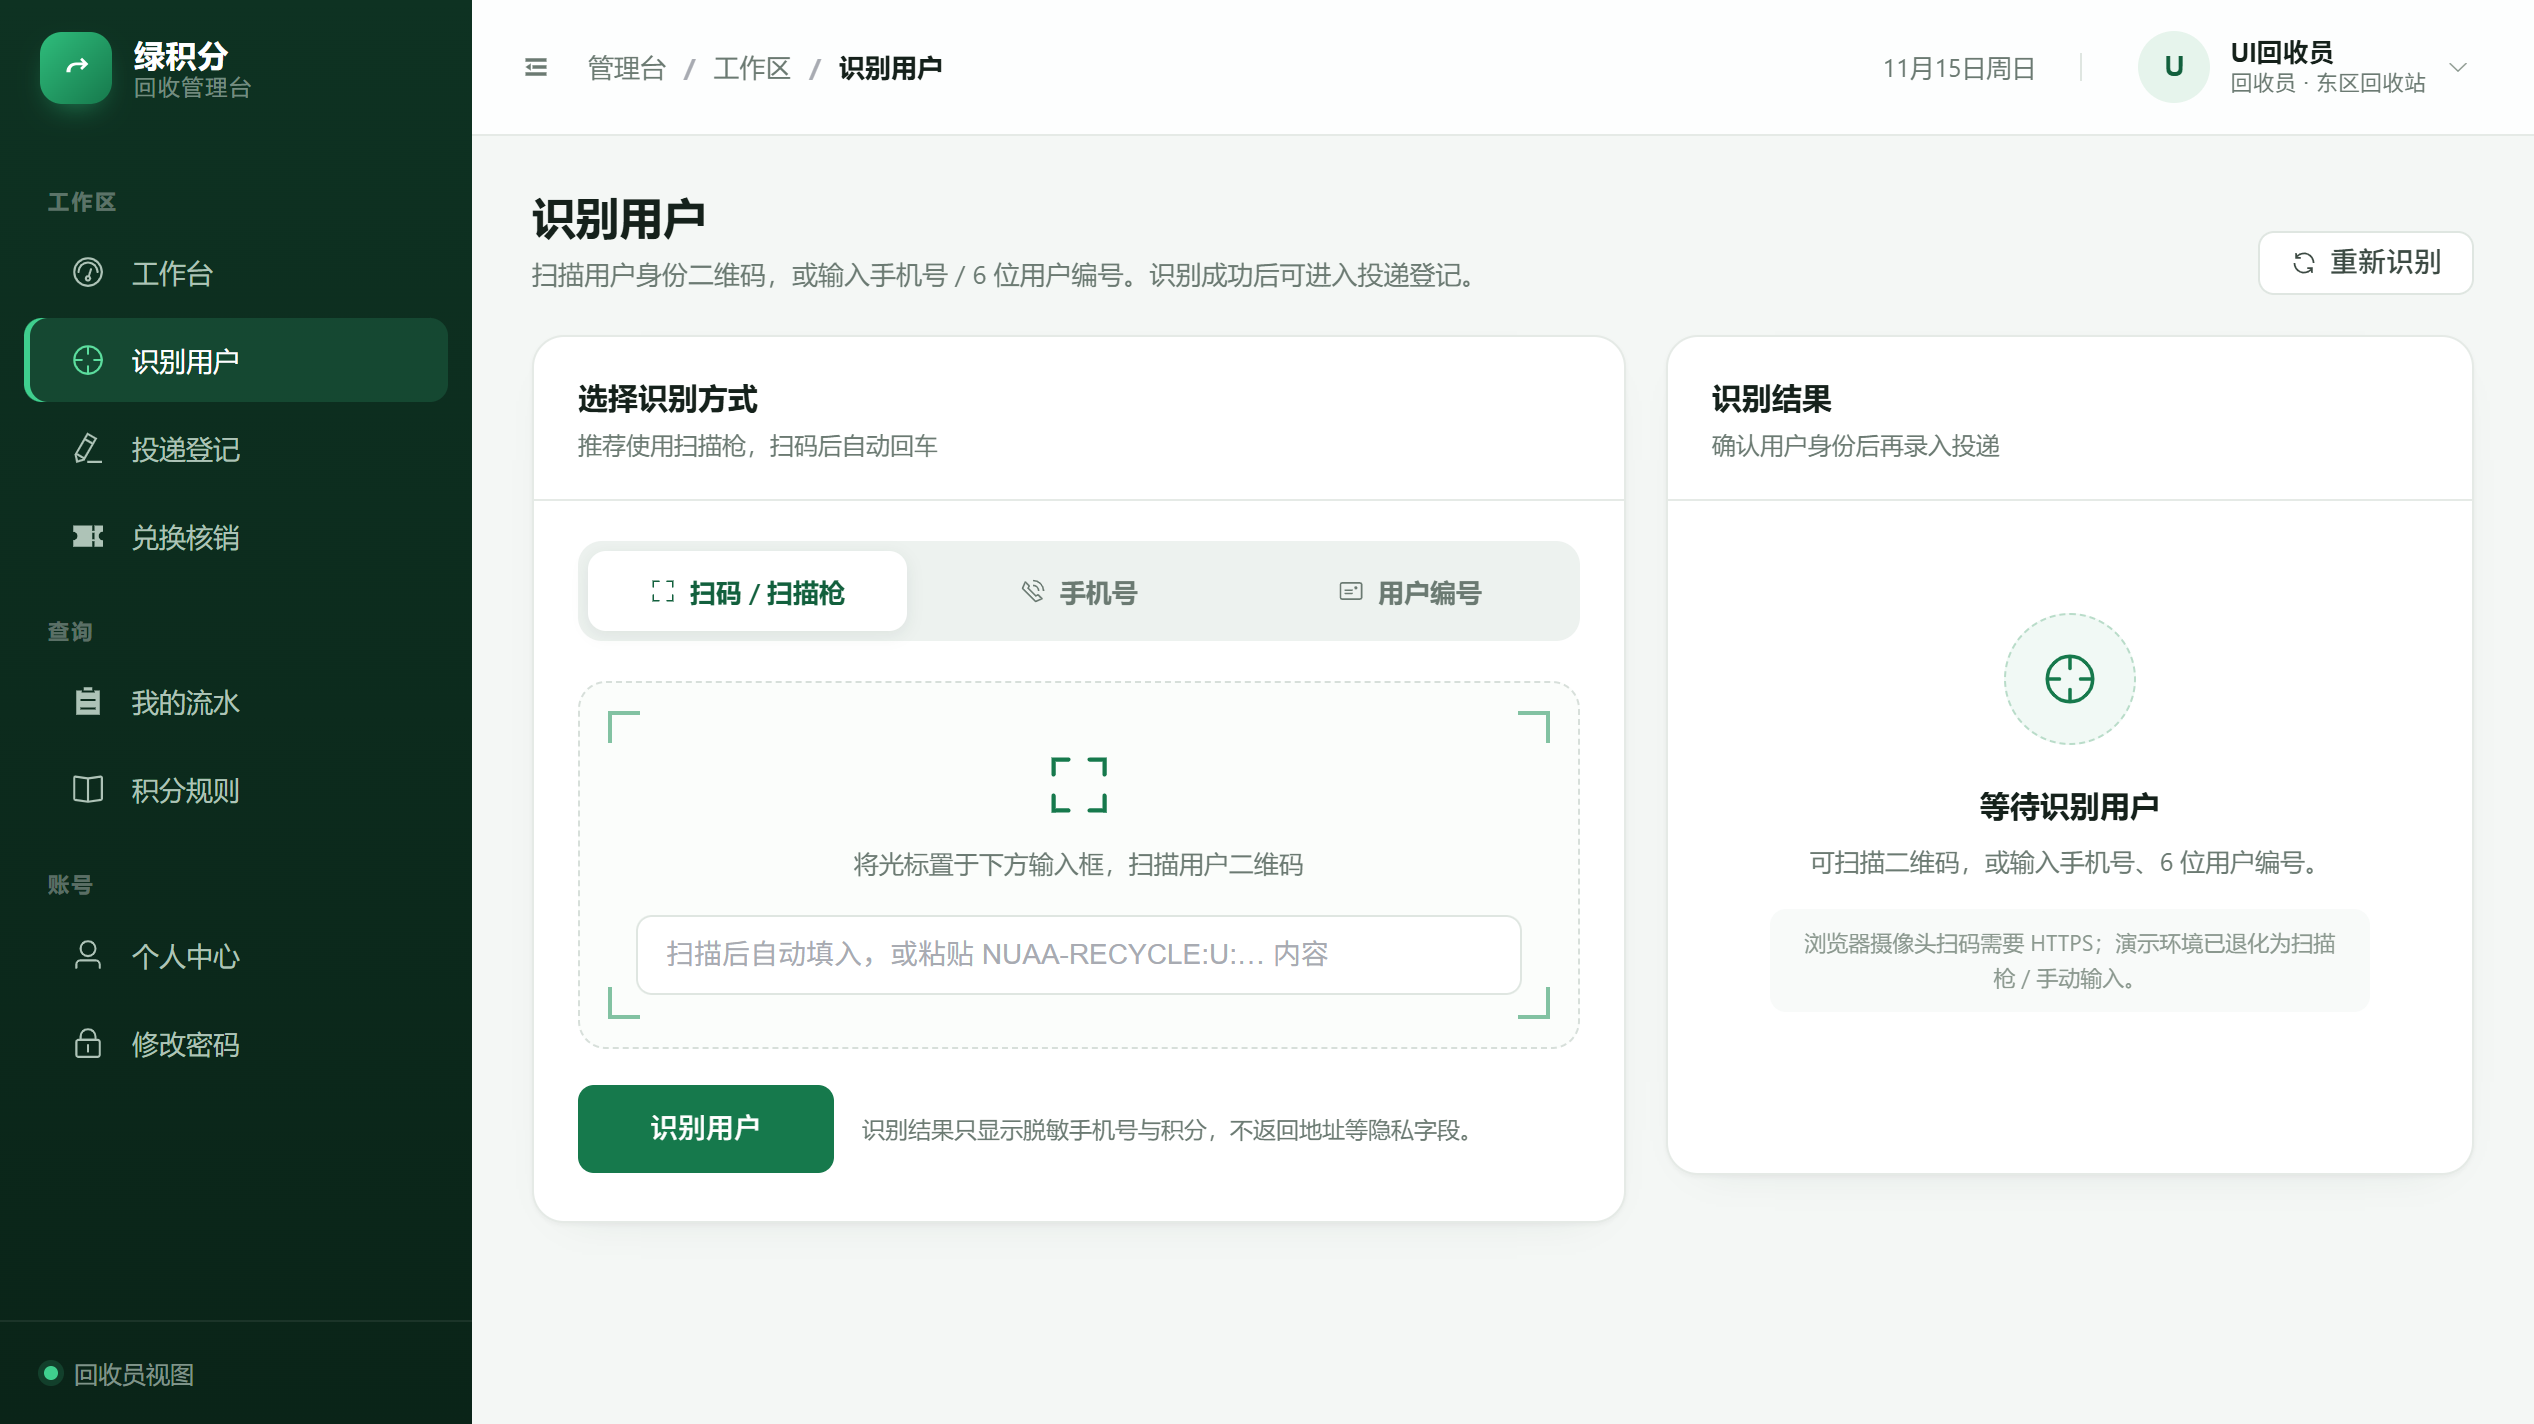 绿积分
回收管理台
工作区
工作台
识别用户
投递登记
兑换核销
查询
我的流水
积分规则
账号
个人中心
修改密码
回收员视图
管理台 / 工作区 / 识别用户
11月15日周日
U
UI回收员
回收员 · 东区回收站
识别用户
扫描用户身份二维码，或输入手机号 / 6 位用户编号。识别成功后可进入投递登记。
重新识别
选择识别方式
推荐使用扫描枪，扫码后自动回车
扫码 / 扫描枪
手机号
用户编号
将光标置于下方输入框，扫描用户二维码
扫描后自动填入，或粘贴 NUAA-RECYCLE:U:... 内容
识别用户
识别结果只显示脱敏手机号与积分，不返回地址等隐私字段。
识别结果
确认用户身份后再录入投递
等待识别用户
可扫描二维码，或输入手机号、6 位用户编号。
浏览器摄像头扫码需要 HTTPS；演示环境已退化为扫描
枪 / 手动输入。